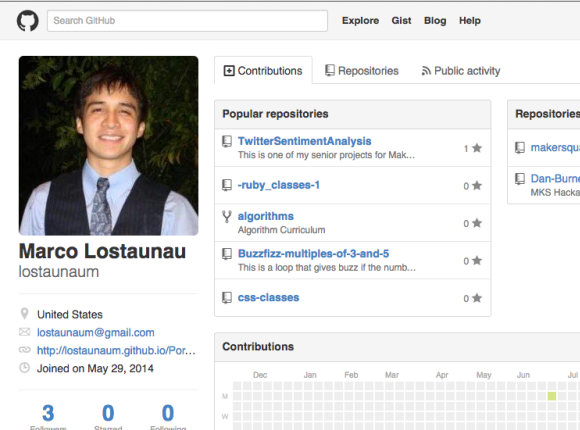 Search GitHub
Explore Gist Blog Help
Contributions Repositories Public activity
Marco Lostaunau
lostaunaum
United States
lostaunaum@gmail.com
http://lostaunaum.github.io/Por...
Joined on May 29, 2014
3 0 0
Followers Starred Following
Popular repositories
TwitterSentimentAnalysis
This is one of my senior projects for Mak...
1
-ruby_classes-1
0
algorithms
Algorithm Curriculum
0
Buzzfizz-multiples-of-3-and-5
This is a loop that gives buzz if the numb...
0
css-classes
0
Repositories
makersqua
Dan-Burne
MKS Hacka
Contributions
Dec Jan Feb Mar Apr May Jun Jul
M
W